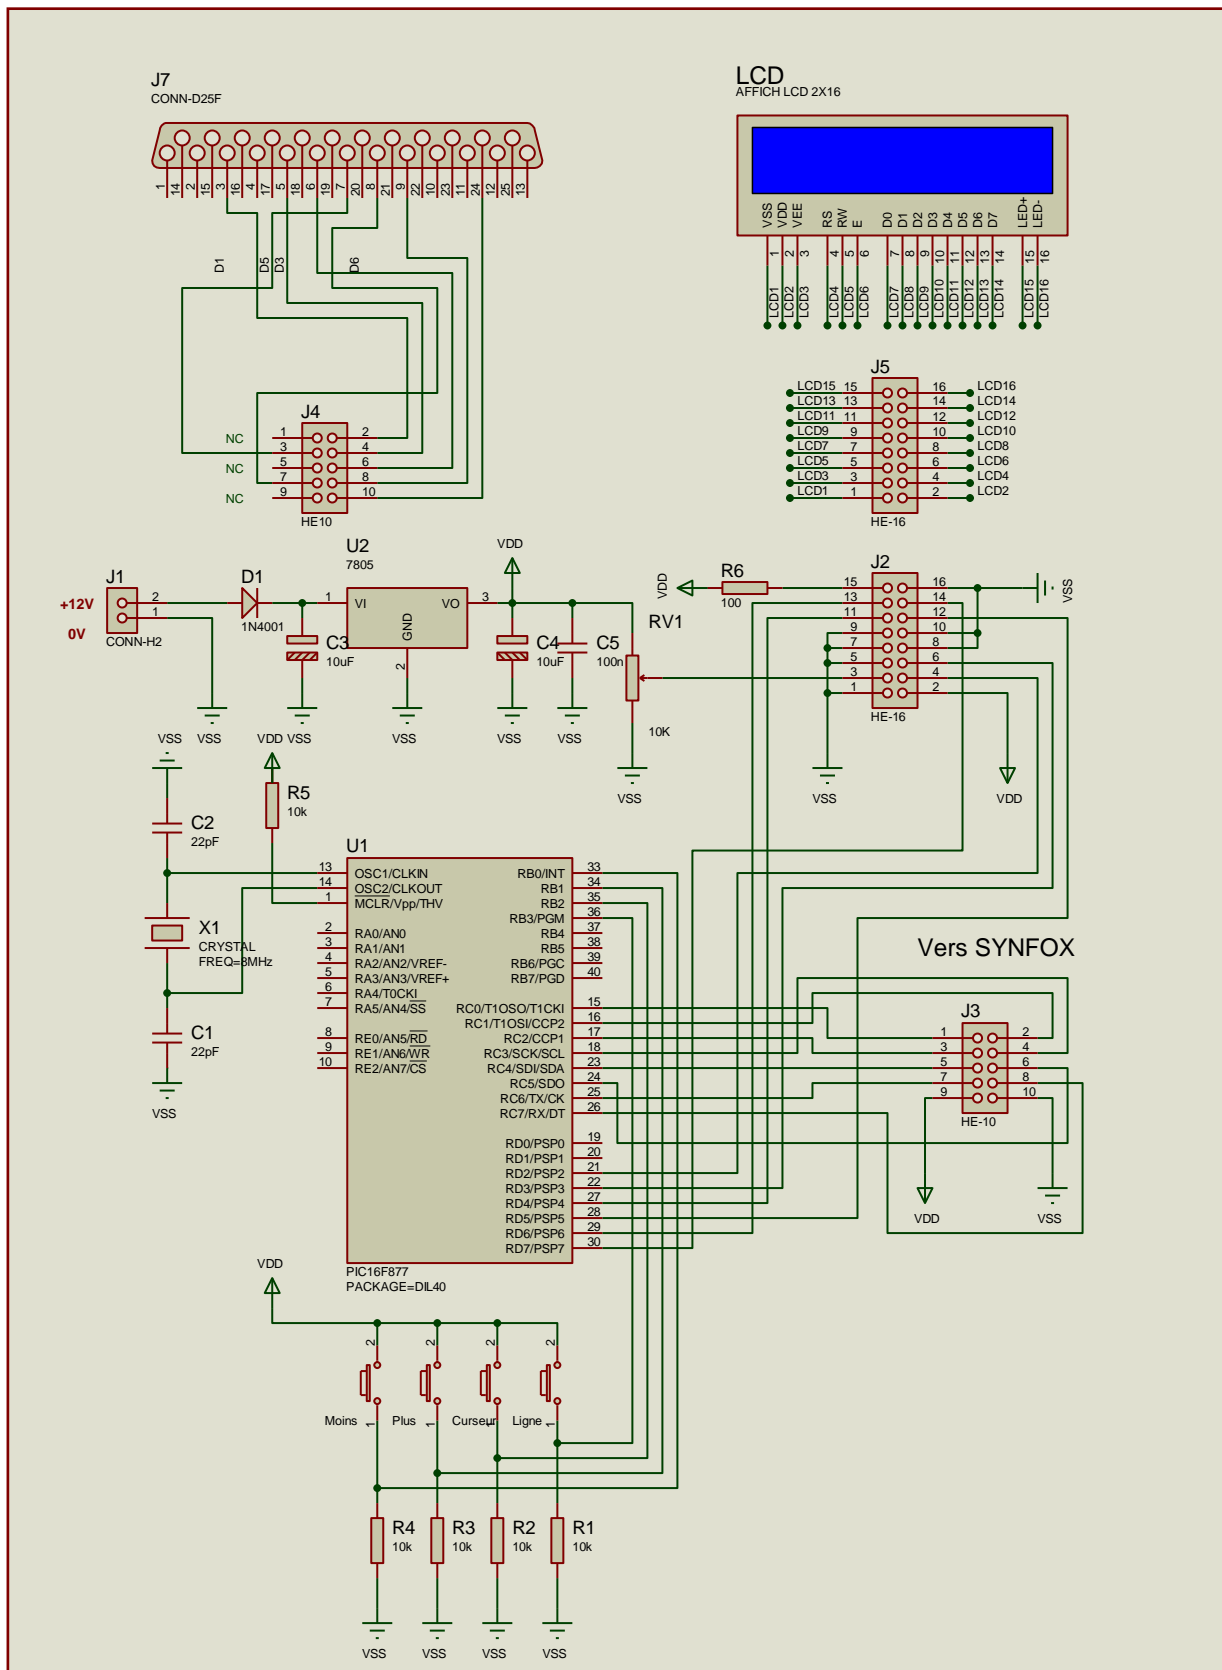 J7
CONN-D25F
1 14 2 15 3 16 4 17 5 18 6 19 7 20 8 21 9 22 10 23 11 24 12 25 13
D1 D5 D3 D6
LCD
AFFICH LCD 2X16
VSS VDD VEE RS RW E D0 D1 D2 D3 D4 D5 D6 D7 LED+ LED-
1 2 3 4 5 6 7 8 9 10 11 12 13 14 15 16
LCD1 LCD2 LCD3 LCD4 LCD5 LCD6 LCD7 LCD8 LCD9 LCD10 LCD11 LCD12 LCD13 LCD14 LCD15 LCD16
J5
LCD15 15 16 LCD16
LCD13 13 14 LCD14
LCD11 11 12 LCD12
LCD9 9 10 LCD10
LCD7 7 8 LCD8
LCD5 5 6 LCD6
LCD3 3 4 LCD4
LCD1 1 2 LCD2
HE-16
J4
NC 1 2
3 4
NC 5 6
7 8
NC 9 10
HE10
J1
+12V 2
0V 1
CONN-H2
D1
1N4001
C3
10uF
VSS
VSS
U2
7805
1 VI VO 3
GND
2
VSS
VDD
C4
10uF
VSS
C5
100n
VSS
RV1
10K
VSS
VDD
R6
100
J2
15 16
13 14
11 12
9 10
7 8
5 6
3 4
1 2
HE-16
VSS
VSS
VDD
VSS
C2
22pF
X1
CRYSTAL
FREQ=8MHz
C1
22pF
VSS
VDD
R5
10k
U1
13 OSC1/CLKIN RB0/INT 33
14 OSC2/CLKOUT RB1 34
1 MCLR/Vpp/THV RB2 35
RB3/PGM 36
2 RA0/AN0 RB4 37
3 RA1/AN1 RB5 38
4 RA2/AN2/VREF- RB6/PGC 39
5 RA3/AN3/VREF+ RB7/PGD 40
6 RA4/T0CKI
7 RA5/AN4/SS RC0/T1OSO/T1CKI 15
RC1/T1OSI/CCP2 16
8 RE0/AN5/RD RC2/CCP1 17
9 RE1/AN6/WR RC3/SCK/SCL 18
10 RE2/AN7/CS RC4/SDI/SDA 23
RC5/SDO 24
RC6/TX/CK 25
RC7/RX/DT 26
RD0/PSP0 19
RD1/PSP1 20
RD2/PSP2 21
RD3/PSP3 22
RD4/PSP4 27
RD5/PSP5 28
RD6/PSP6 29
RD7/PSP7 30
PIC16F877
PACKAGE=DIL40
Vers SYNFOX
J3
1 2
3 4
5 6
7 8
9 10
HE-10
VDD
VSS
VDD
2 2 2 2
Moins Plus Curseur Ligne
1 1 1 1
R4
10k
R3
10k
R2
10k
R1
10k
VSS VSS VSS VSS